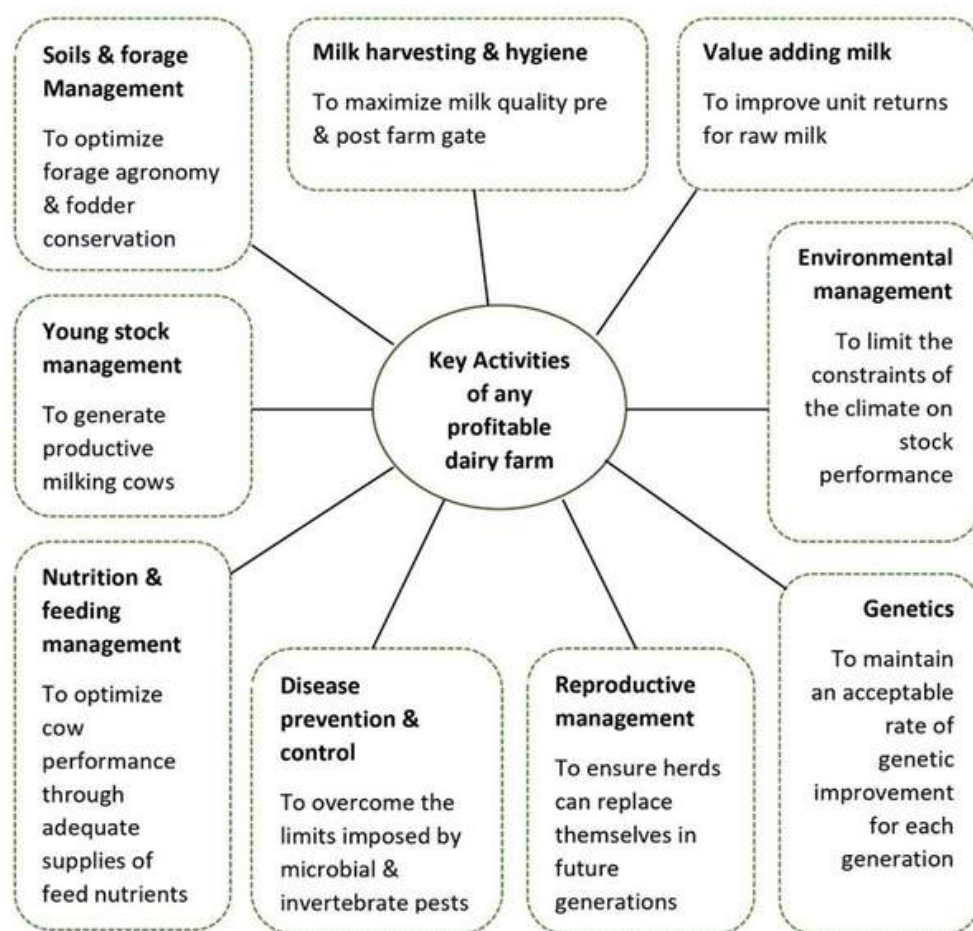 Soils & forage
Management
To optimize
forage agronomy
& fodder
conservation
Milk harvesting & hygiene
To maximize milk quality pre
& post farm gate
Value adding milk
To improve unit returns
for raw milk
Environmental
management
To limit the
constraints of
the climate on
stock
performance
Young stock
management
To generate
productive
milking cows
Key Activities
of any
profitable
dairy farm
Nutrition &
feeding
management
To optimize
cow
performance
through
adequate
supplies of
feed nutrients
Disease
prevention &
control
To overcome the
limits imposed by
microbial &
invertebrate pests
Reproductive
management
To ensure herds
can replace
themselves in
future
generations
Genetics
To maintain
an acceptable
rate of
genetic
improvement
for each
generation